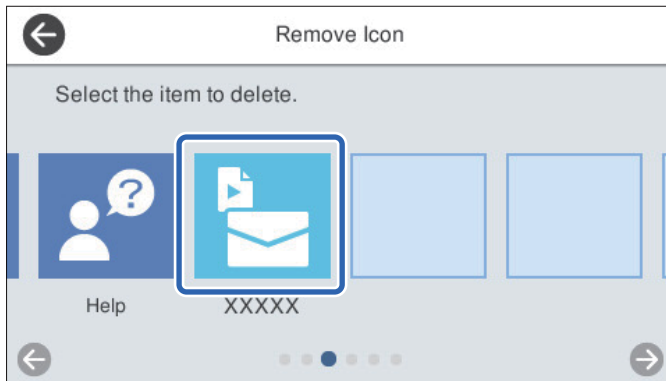 Remove Icon
Select the item to delete.
?
Help
XXXXX